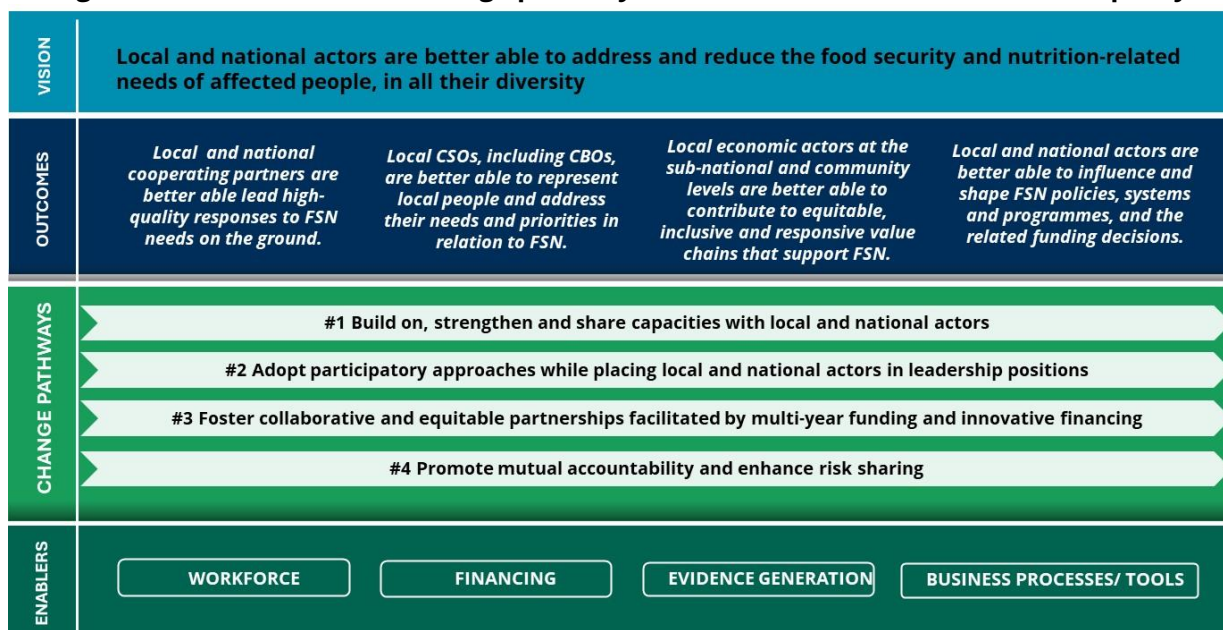 VISION
Local and national actors are better able to address and reduce the food security and nutrition-related
needs of affected people, in all their diversity
OUTCOMES
Local and national
cooperating partners are
better able lead high-
quality responses to FSN
needs on the ground.
Local CSOs, including CBOs,
are better able to represent
local people and address
their needs and priorities in
relation to FSN.
Local economic actors at the
sub-national and community
levels are better able to
contribute to equitable,
inclusive and responsive value
chains that support FSN.
Local and national actors are
better able to influence and
shape FSN policies, systems
and programmes, and the
related funding decisions.
CHANGE PATHWAYS
#1 Build on, strengthen and share capacities with local and national actors
#2 Adopt participatory approaches while placing local and national actors in leadership positions
#3 Foster collaborative and equitable partnerships facilitated by multi-year funding and innovative financing
#4 Promote mutual accountability and enhance risk sharing
ENABLERS
WORKFORCE
FINANCING
EVIDENCE GENERATION
BUSINESS PROCESSES/ TOOLS